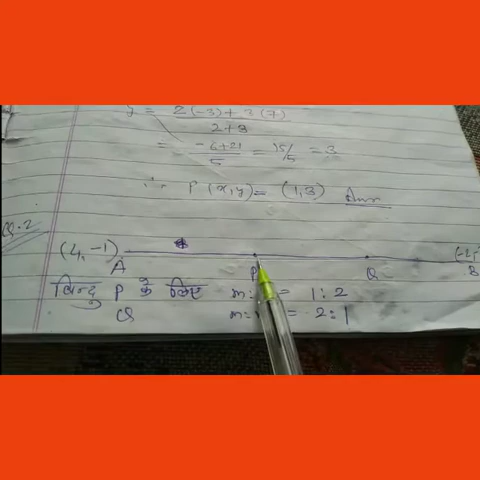 y = 2(-3)+3(7)
2+3
= -6+21/5 = 15/5 = 3
∴ P(x,y) = (1,3) Ans
Q.2
(4,-1)
A P Q B
बिन्दु P के लिए m: = 1:2
Q m: = 2:1